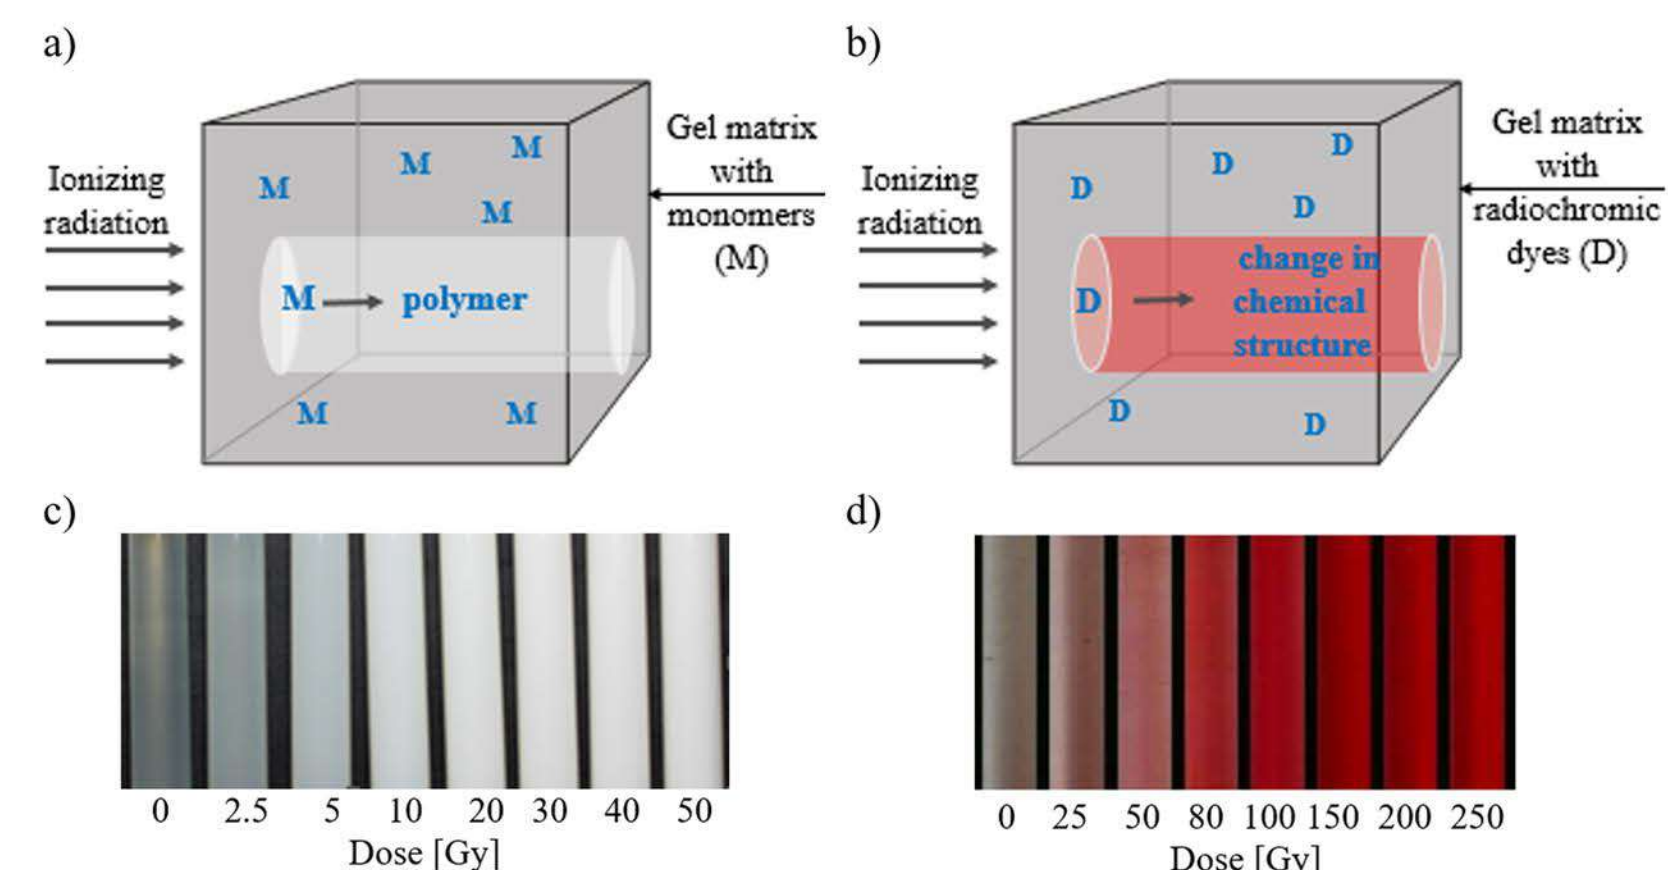 a)
Ionizing
radiation
M
M
M
M
M
polymer
M
M
Gel matrix
with
monomers
(M)
b)
Ionizing
radiation
D
D
D
D
D
change in
chemical
structure
D
D
Gel matrix
with
radiochromic
dyes (D)
c)
0 2.5 5 10 20 30 40 50
Dose [Gy]
d)
0 25 50 80 100 150 200 250
Dose [Gy]